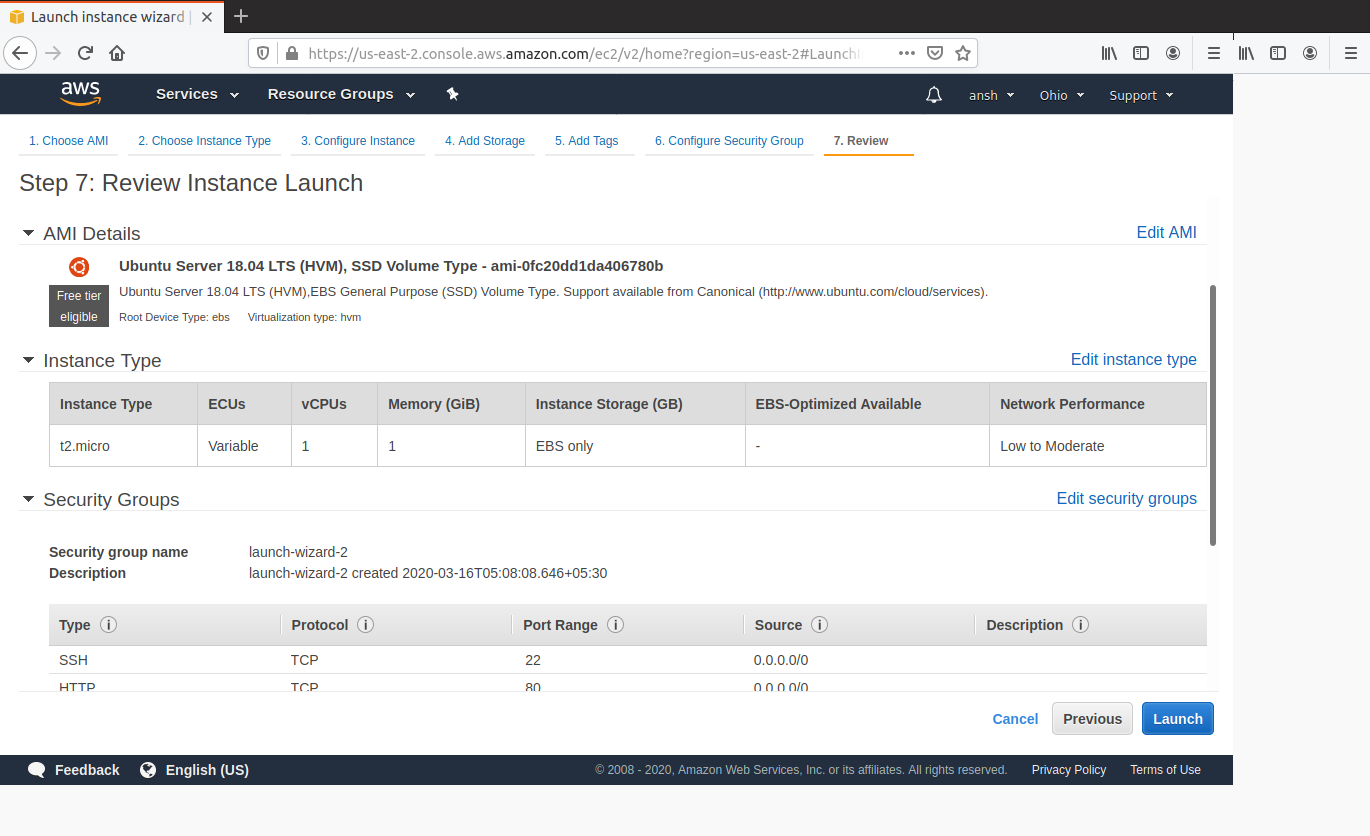 Launch instance wizard
https://us-east-2.console.aws.amazon.com/ec2/v2/home?region=us-east-2#Launch
aws Services Resource Groups ansh Ohio Support
1. Choose AMI 2. Choose Instance Type 3. Configure Instance 4. Add Storage 5. Add Tags 6. Configure Security Group 7. Review
Step 7: Review Instance Launch
AMI Details Edit AMI
Ubuntu Server 18.04 LTS (HVM), SSD Volume Type - ami-0fc20dd1da406780b
Free tier eligible
Ubuntu Server 18.04 LTS (HVM),EBS General Purpose (SSD) Volume Type. Support available from Canonical (http://www.ubuntu.com/cloud/services).
Root Device Type: ebs Virtualization type: hvm
Instance Type Edit instance type
Instance Type ECUs vCPUs Memory (GiB) Instance Storage (GB) EBS-Optimized Available Network Performance
t2.micro Variable 1 1 EBS only - Low to Moderate
Security Groups Edit security groups
Security group name launch-wizard-2
Description launch-wizard-2 created 2020-03-16T05:08:08.646+05:30
Type Protocol Port Range Source Description
SSH TCP 22 0.0.0.0/0
HTTP TCP 80 0.0.0.0/0
Cancel Previous Launch
Feedback English (US) © 2008 - 2020, Amazon Web Services, Inc. or its affiliates. All rights reserved. Privacy Policy Terms of Use